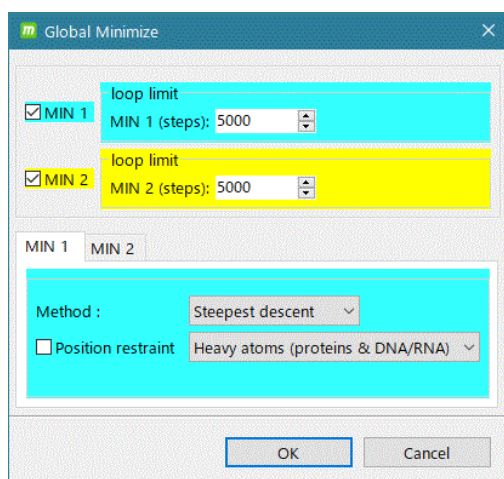 m Global Minimize
loop limit
MIN 1
MIN 1 (steps): 5000
loop limit
MIN 2
MIN 2 (steps): 5000
MIN 1 MIN 2
Method : Steepest descent
Position restraint Heavy atoms (proteins & DNA/RNA)
OK Cancel